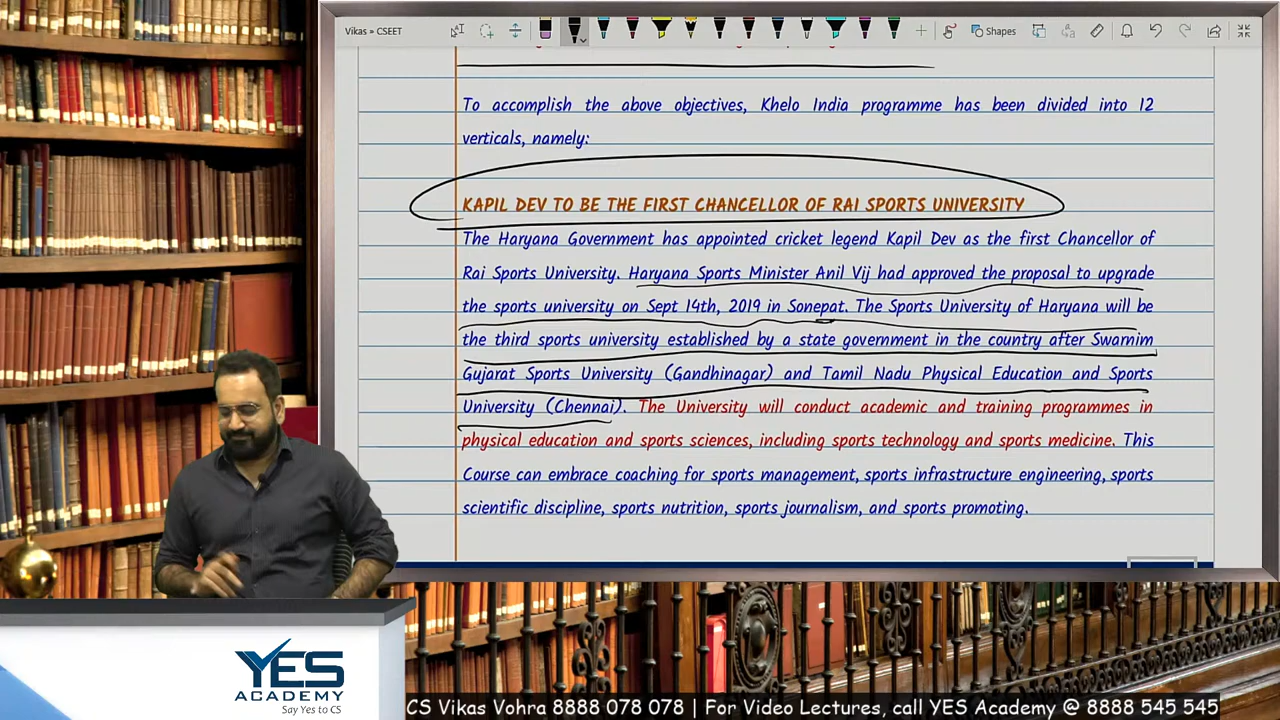 Vikas » CSEET
Shapes
To accomplish the above objectives, Khelo India programme has been divided into 12
verticals, namely:
KAPIL DEV TO BE THE FIRST CHANCELLOR OF RAI SPORTS UNIVERSITY
The Haryana Government has appointed cricket legend Kapil Dev as the first Chancellor of
Rai Sports University. Haryana Sports Minister Anil Vij had approved the proposal to upgrade
the sports university on Sept 14th, 2019 in Sonepat. The Sports University of Haryana will be
the third sports university established by a state government in the country after Swarnim
Gujarat Sports University (Gandhinagar) and Tamil Nadu Physical Education and Sports
University (Chennai). The University will conduct academic and training programmes in
physical education and sports sciences, including sports technology and sports medicine. This
Course can embrace coaching for sports management, sports infrastructure engineering, sports
scientific discipline, sports nutrition, sports journalism, and sports promoting.
YES
ACADEMY
Say Yes to CS
CS Vikas Vohra 8888 078 078 | For Video Lectures, call YES Academy @ 8888 545 545